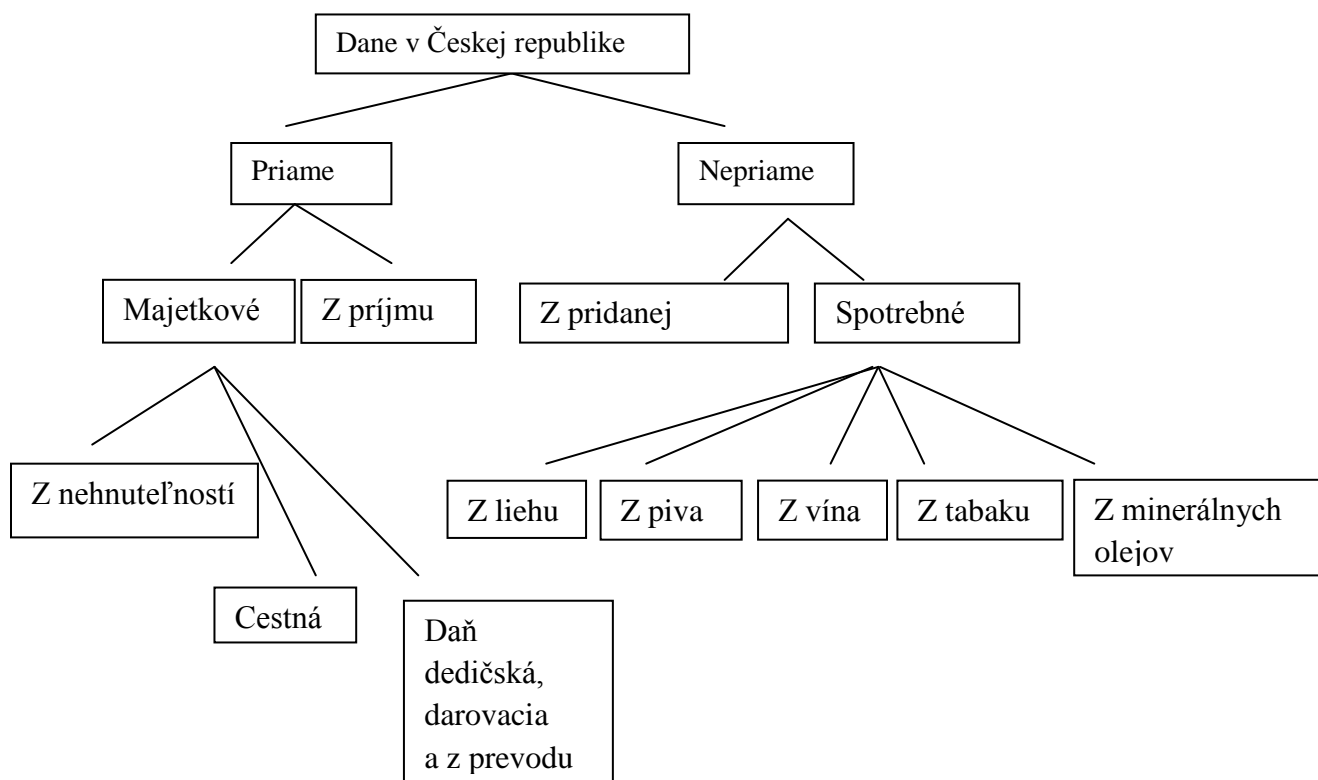 Dane v Českej republike
Priame
Nepriame
Majetkové
Z príjmu
Z pridanej
Spotrebné
Z nehnuteľností
Z liehu
Z piva
Z vína
Z tabaku
Z minerálnych
olejov
Cestná
Daň
dedičská,
darovacia
a z prevodu